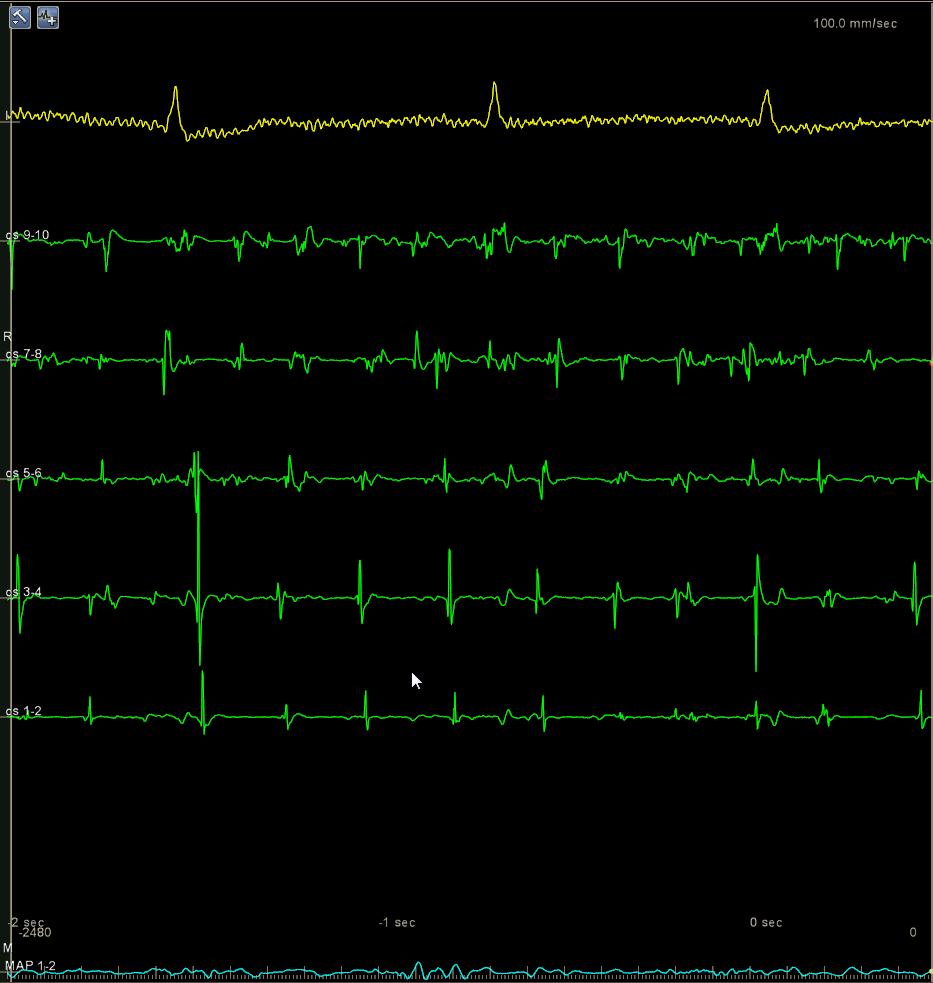 100.0 mm/sec
I
cs 9-10
R
cs 7-8
cs 5-6
cs 3-4
cs 1-2
-2 sec
-1 sec
0 sec
-2480
0
M
MAP 1-2